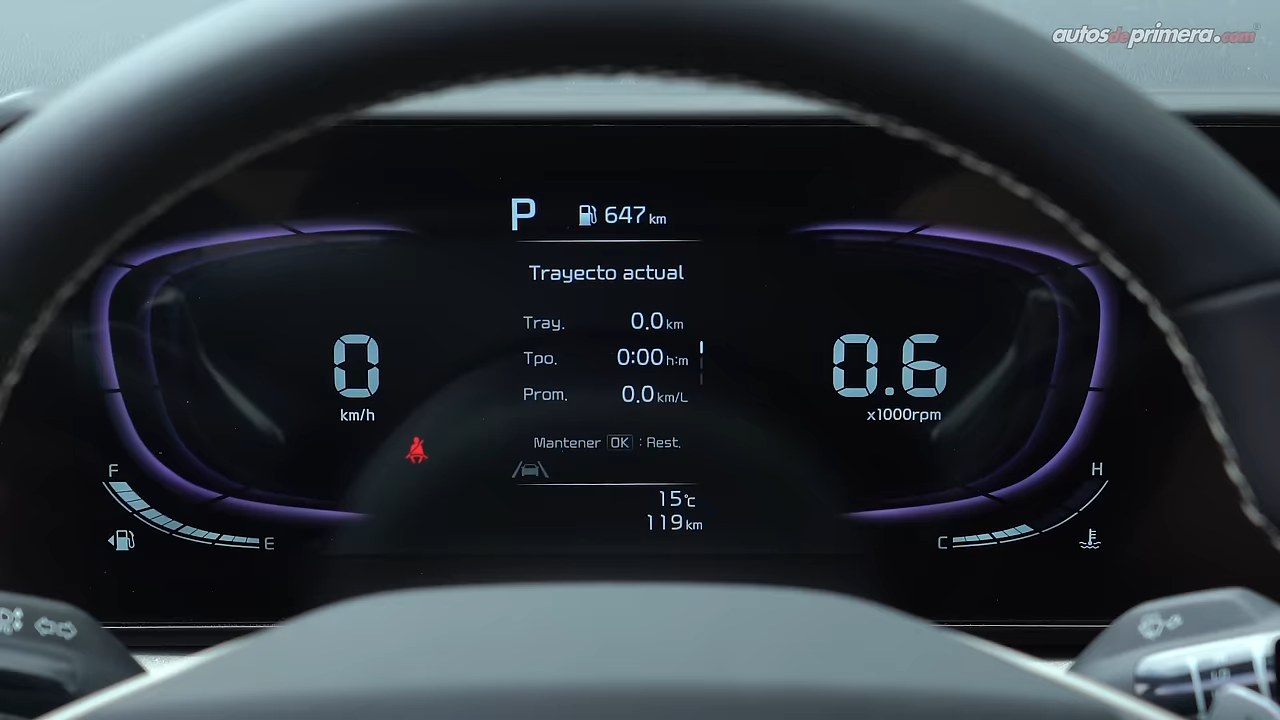 autosdeprimera.com
P 647 km
Trayecto actual
Tray. 0.0 km
Tpo. 0:00 h:m
Prom. 0.0 km/L
0
km/h
0.6
x1000rpm
Mantener OK : Rest.
F
E
H
C
15°C
119 km